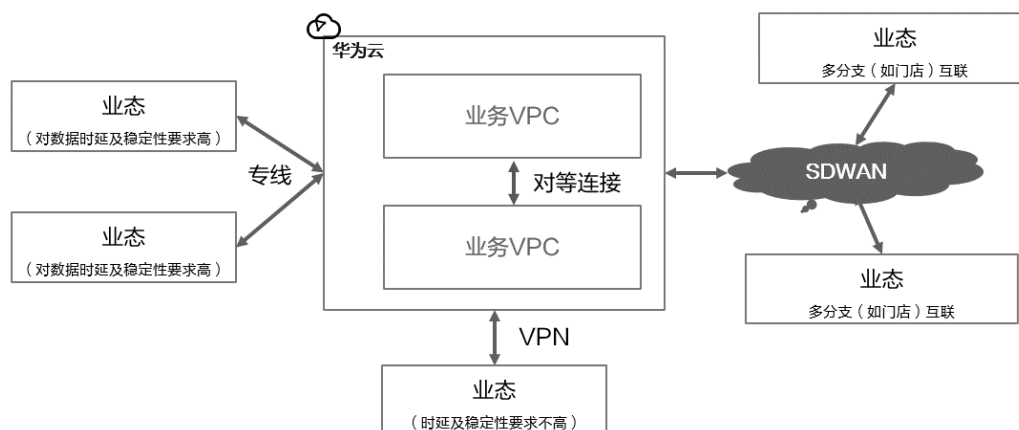 华为云
业态
(对数据时延及稳定性要求高)
业态
(对数据时延及稳定性要求高)
专线
业务VPC
对等连接
业务VPC
VPN
业态
(时延及稳定性要求不高)
业态
多分支(如门店)互联
SDWAN
业态
多分支(如门店)互联